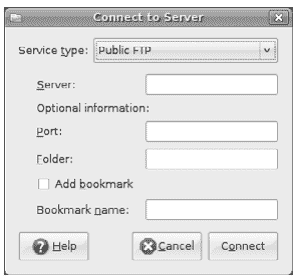 Connect to Server
Service type: Public FTP
Server:
Optional information:
Port:
Folder:
Add bookmark
Bookmark name:
Help Cancel Connect